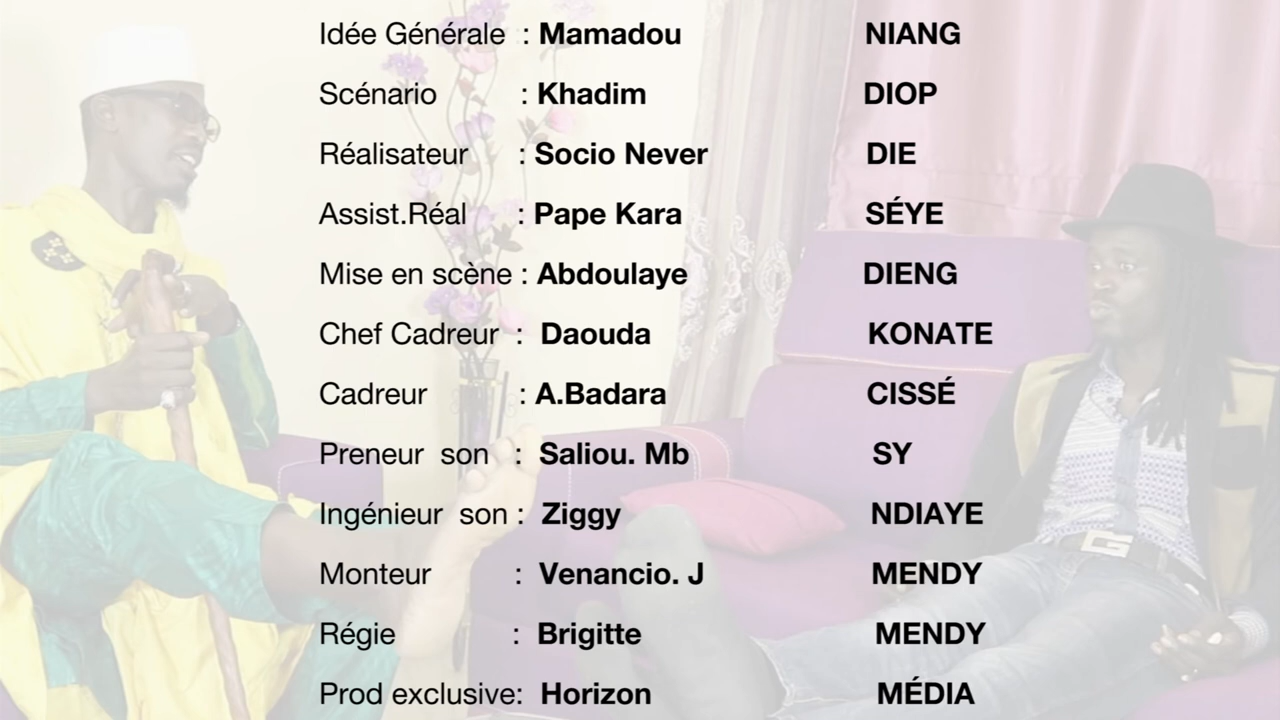 Idée Générale : Mamadou NIANG
Scénario : Khadim DIOP
Réalisateur : Socio Never DIE
Assist.Réal : Pape Kara SÉYE
Mise en scène : Abdoulaye DIENG
Chef Cadreur : Daouda KONATE
Cadreur : A.Badara CISSÉ
Preneur son : Saliou. Mb SY
Ingénieur son : Ziggy NDIAYE
Monteur : Venancio. J MENDY
Régie : Brigitte MENDY
Prod exclusive: Horizon MÉDIA